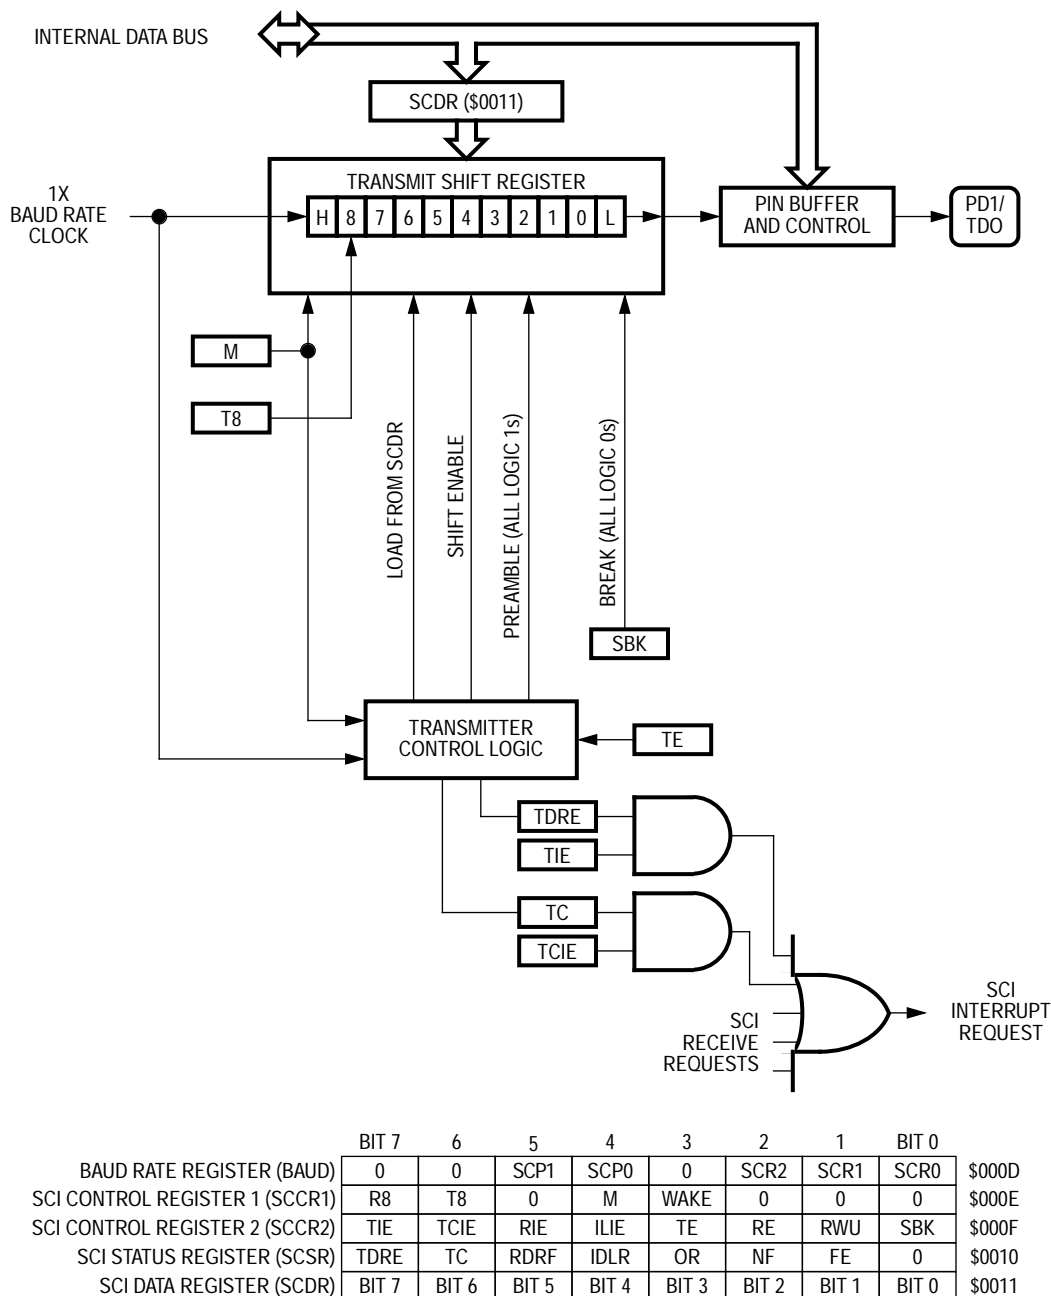 INTERNAL DATA BUS
SCDR ($0011)
TRANSMIT SHIFT REGISTER
H 8 7 6 5 4 3 2 1 0 L
1X
BAUD RATE
CLOCK
PIN BUFFER
AND CONTROL
PD1/
TDO
M
T8
LOAD FROM SCDR
SHIFT ENABLE
PREAMBLE (ALL LOGIC 1s)
BREAK (ALL LOGIC 0s)
SBK
TRANSMITTER
CONTROL LOGIC
TE
TDRE
TIE
TC
TCIE
SCI
RECEIVE
REQUESTS
SCI
INTERRUPT
REQUEST
BIT 7 6 5 4 3 2 1 BIT 0
BAUD RATE REGISTER (BAUD) 0 0 SCP1 SCP0 0 SCR2 SCR1 SCR0 $000D
SCI CONTROL REGISTER 1 (SCCR1) R8 T8 0 M WAKE 0 0 0 $000E
SCI CONTROL REGISTER 2 (SCCR2) TIE TCIE RIE ILIE TE RE RWU SBK $000F
SCI STATUS REGISTER (SCSR) TDRE TC RDRF IDLR OR NF FE 0 $0010
SCI DATA REGISTER (SCDR) BIT 7 BIT 6 BIT 5 BIT 4 BIT 3 BIT 2 BIT 1 BIT 0 $0011